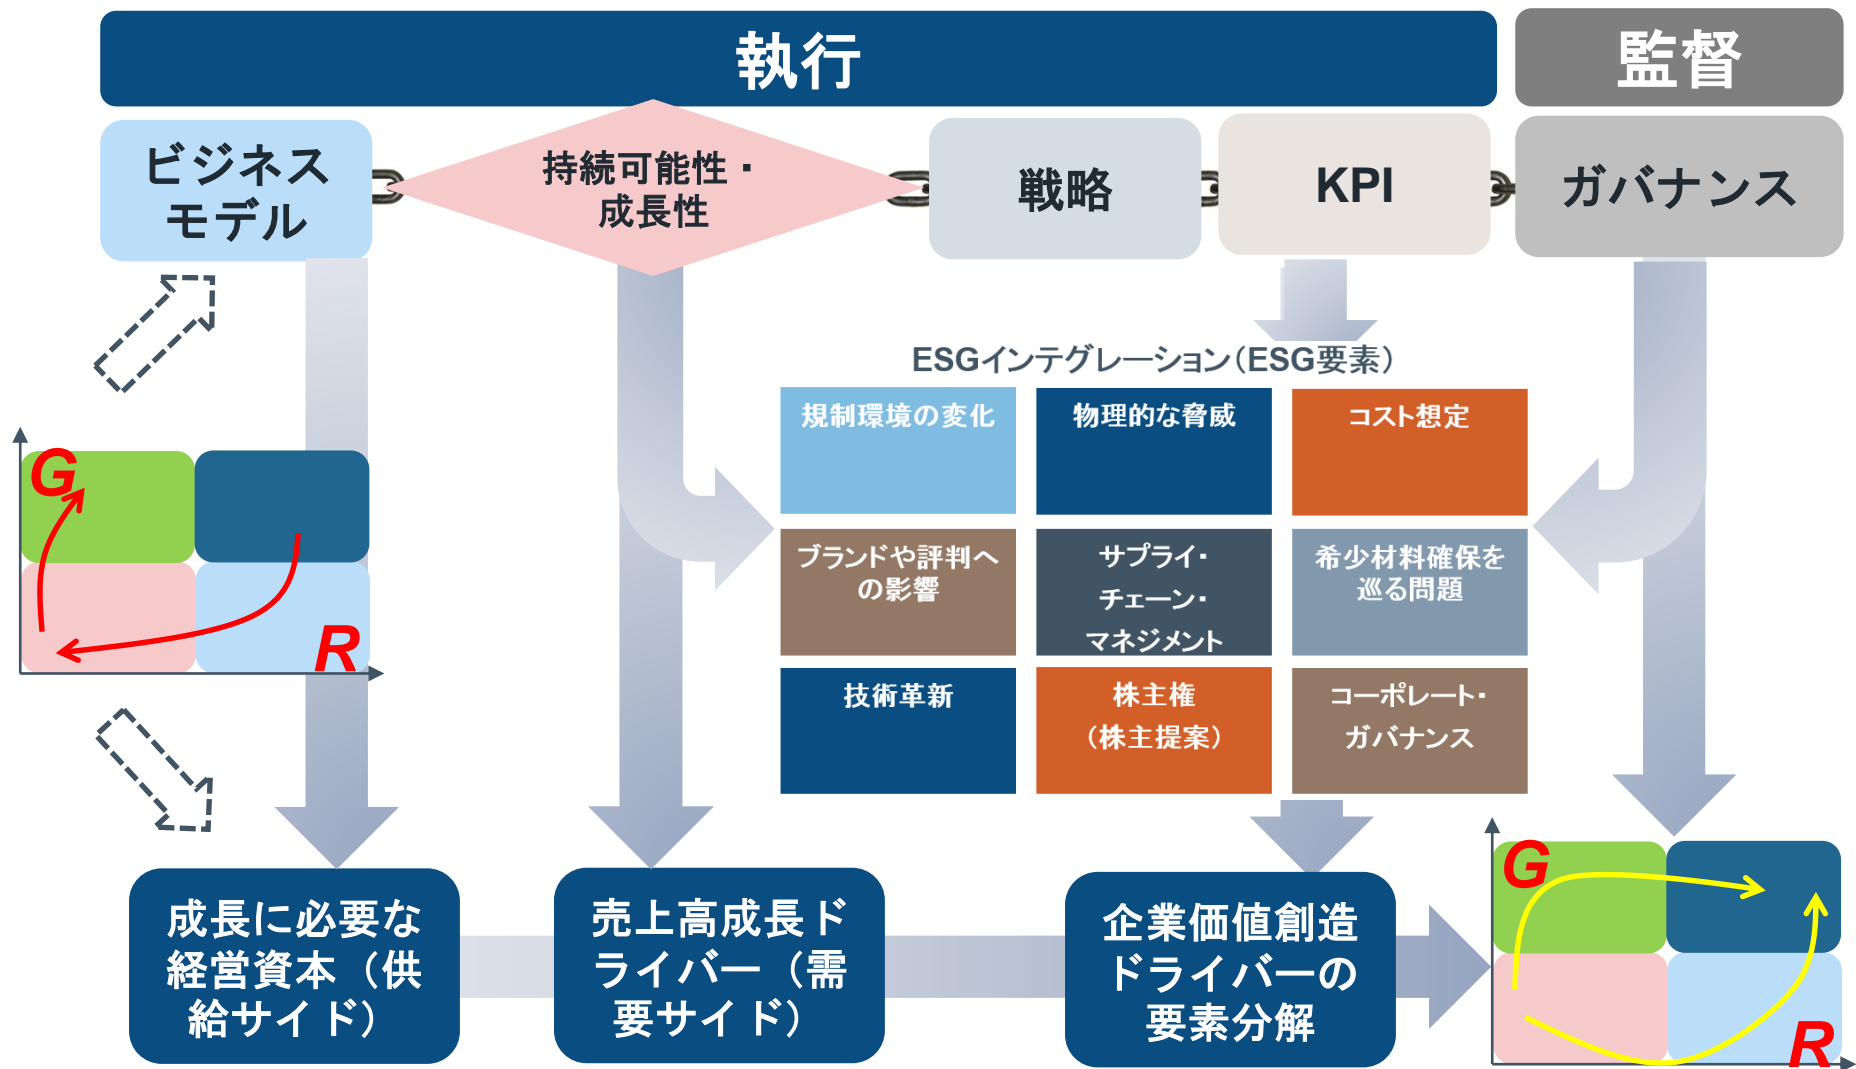 執行
監督
ビジネス
モデル
持続可能性・
成長性
戦略
KPI
ガバナンス
ESGインテグレーション（ESG要素）
規制環境の変化
物理的な脅威
コスト想定
ブランドや評判へ
の影響
サプライ・
チェーン・
マネジメント
希少材料確保を
巡る問題
技術革新
株主権
（株主提案）
コーポレート・
ガバナンス
G
R
成長に必要な
経営資本（供
給サイド）
売上高成長ド
ライバー（需
要サイド）
企業価値創造
ドライバーの
要素分解
G
R